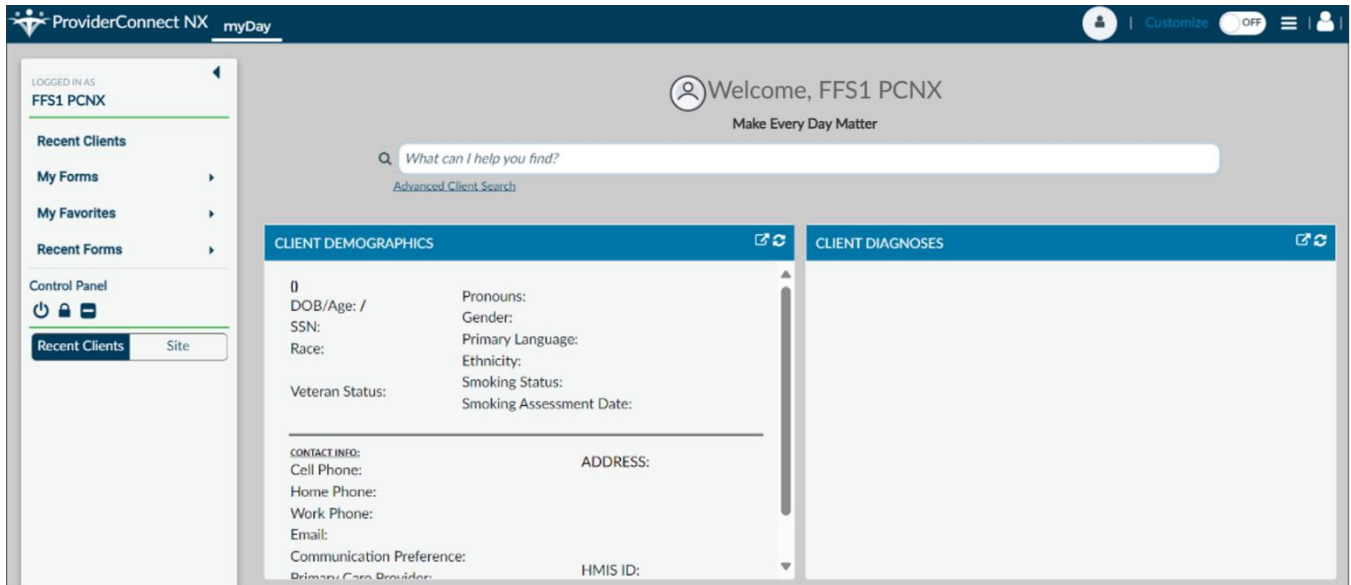 ProviderConnect NX myDay
Customize OFF
LOGGED IN AS
FFS1 PCNX
Recent Clients
My Forms
My Favorites
Recent Forms
Control Panel
Recent Clients Site
Welcome, FFS1 PCNX
Make Every Day Matter
What can I help you find?
Advanced Client Search
CLIENT DEMOGRAPHICS
()
DOB/Age: /
SSN:
Race:
Veteran Status:
Pronouns:
Gender:
Primary Language:
Ethnicity:
Smoking Status:
Smoking Assessment Date:
CONTACT INFO:
Cell Phone:
Home Phone:
Work Phone:
Email:
Communication Preference:
Primary Care Provider:
ADDRESS:
HMIS ID:
CLIENT DIAGNOSES